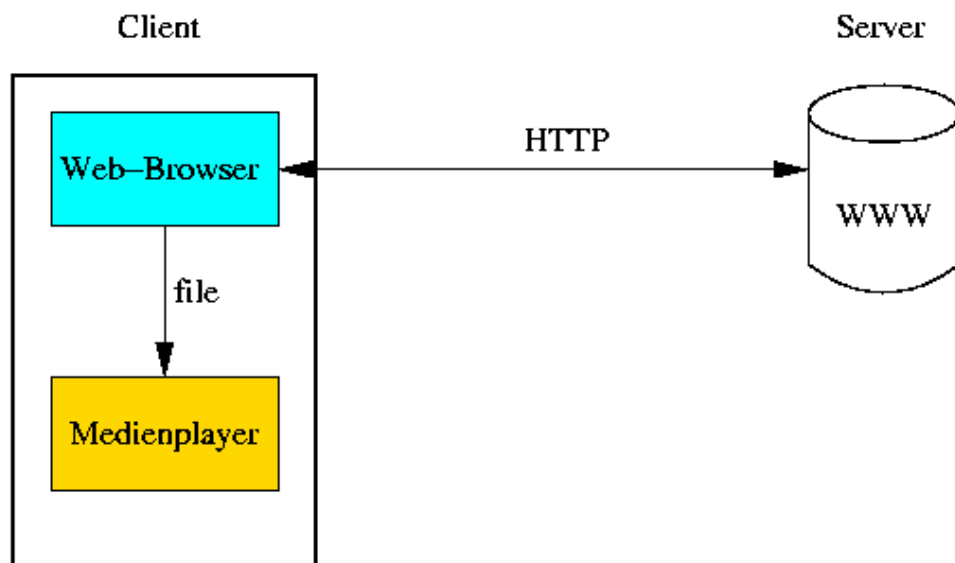 Client
Server
HTTP
Web–Browser
WWW
file
Medienplayer